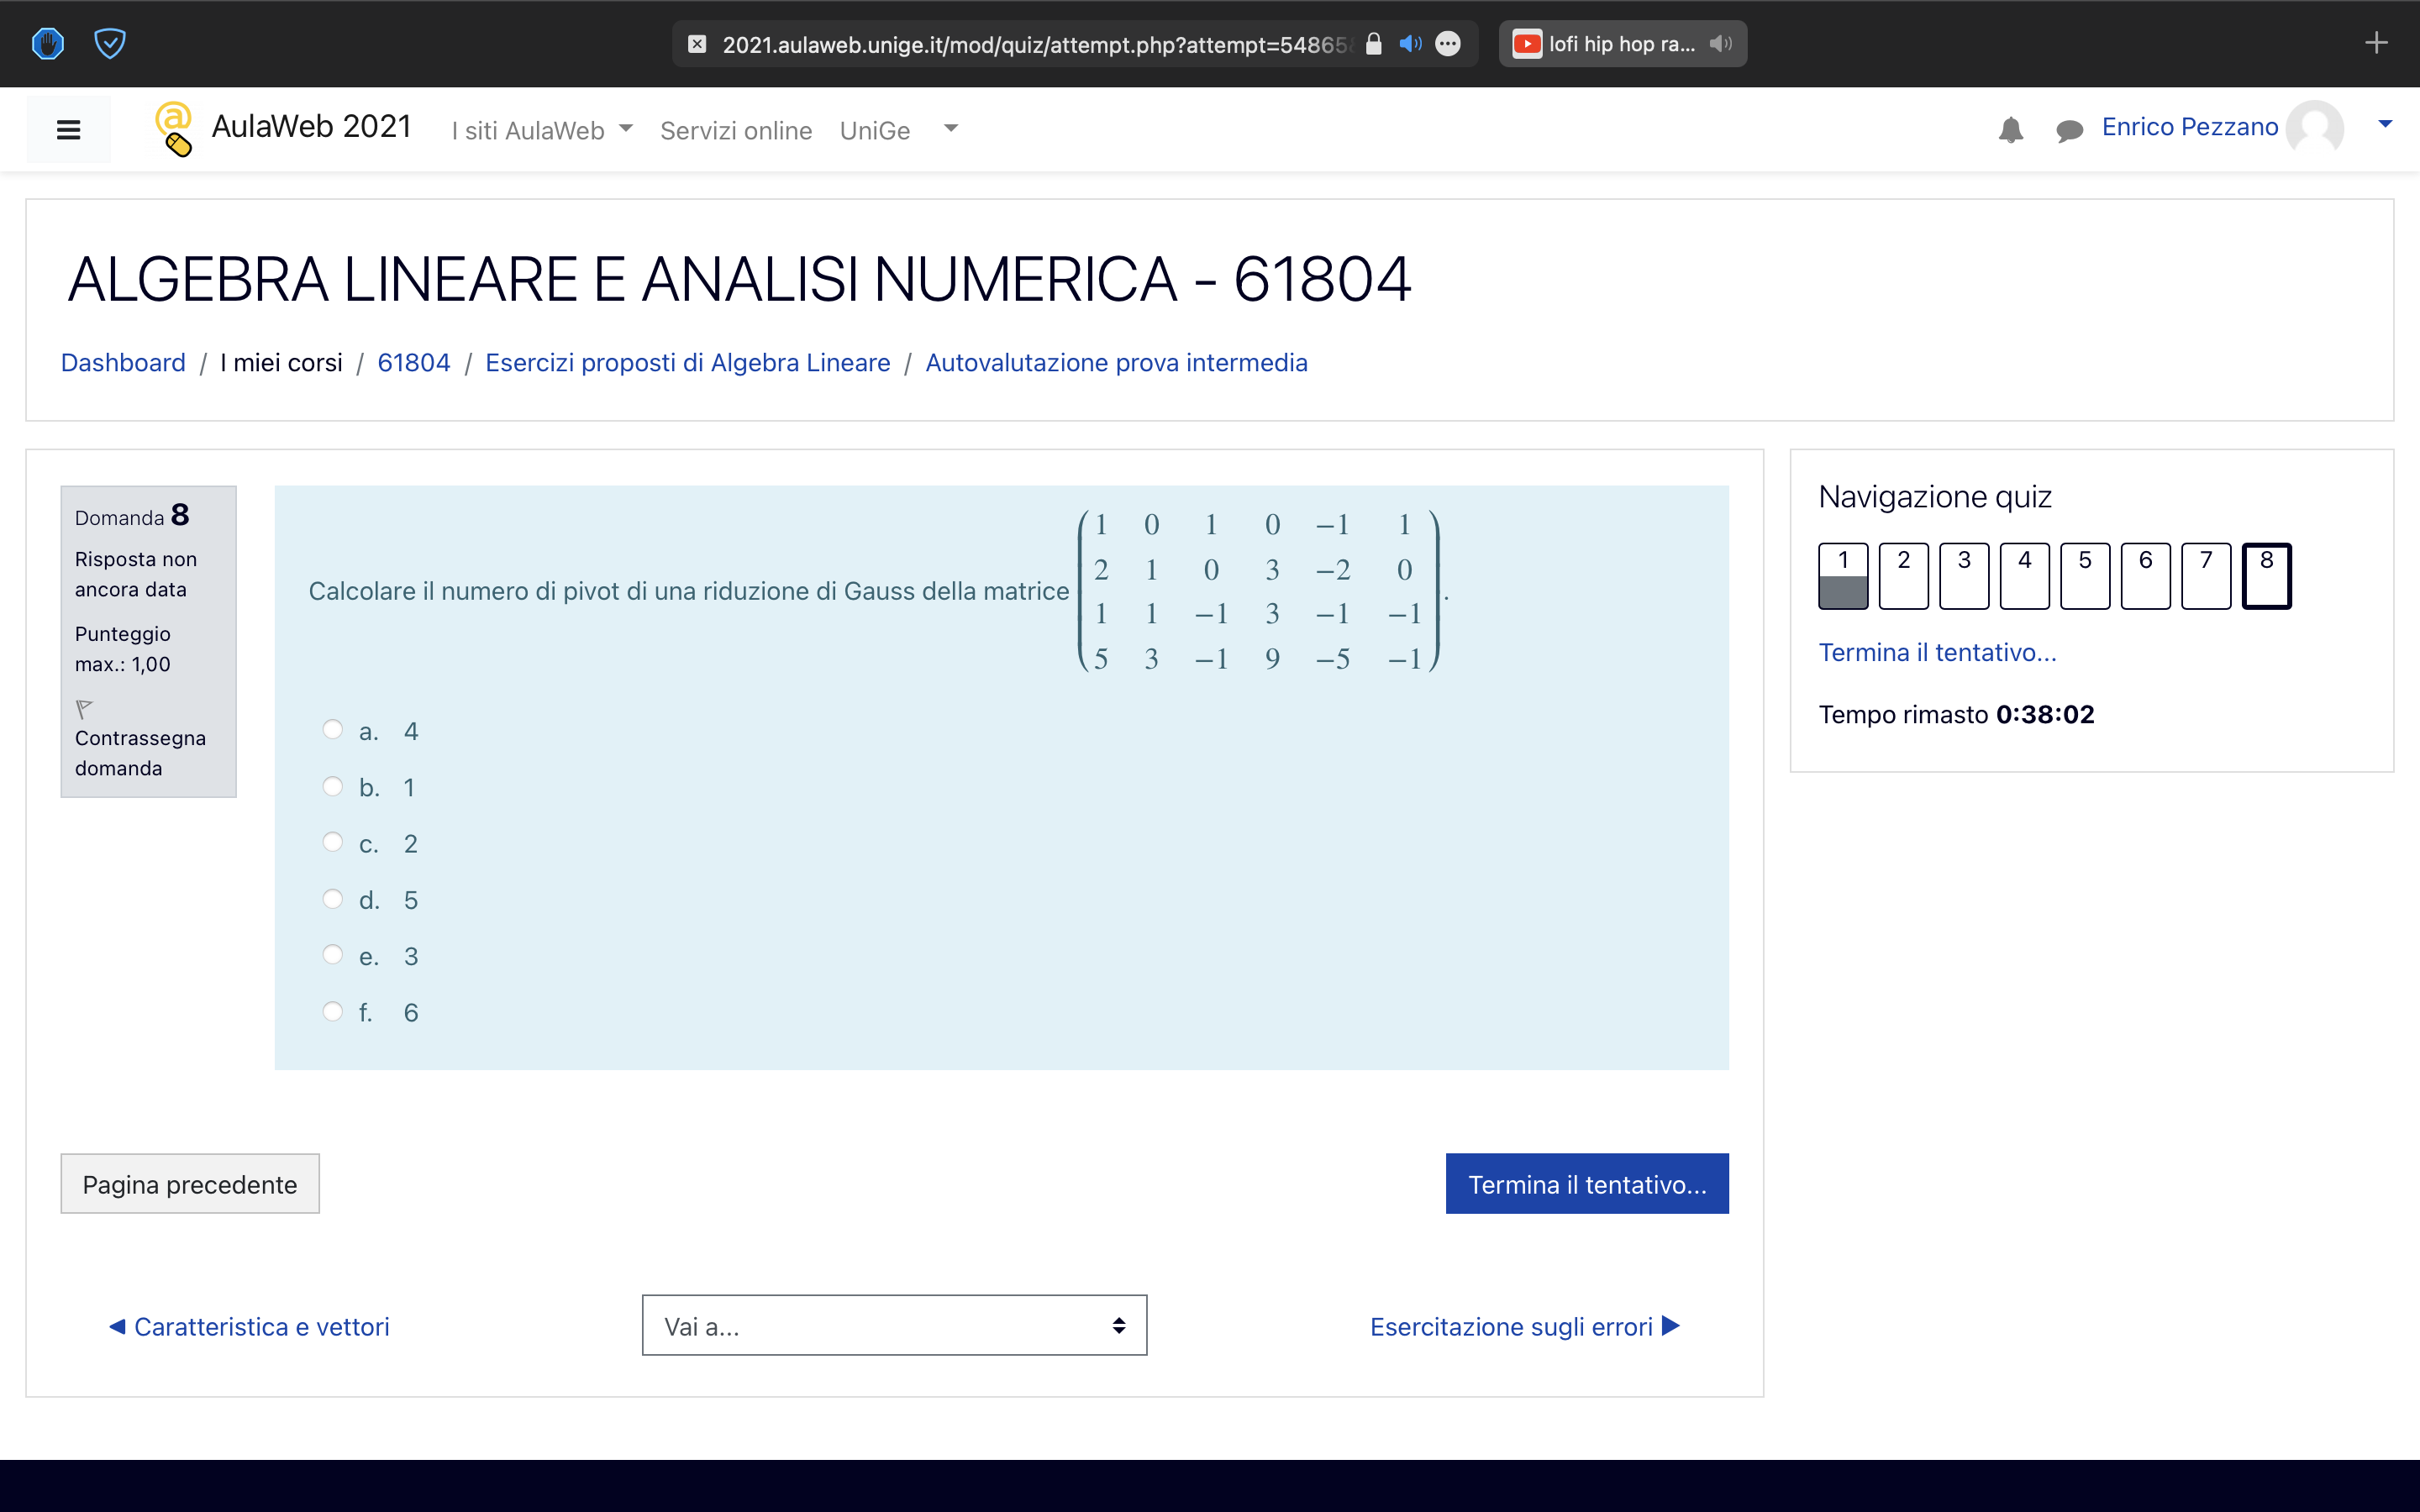 2021.aulaweb.unige.it/mod/quiz/attempt.php?attempt=54865
lofi hip hop ra...
AulaWeb 2021
I siti AulaWeb
Servizi online
UniGe
Enrico Pezzano
ALGEBRA LINEARE E ANALISI NUMERICA - 61804
Dashboard / I miei corsi / 61804 / Esercizi proposti di Algebra Lineare / Autovalutazione prova intermedia
Domanda 8
Risposta non
ancora data
Punteggio
max.: 1,00
Contrassegna
domanda
Calcolare il numero di pivot di una riduzione di Gauss della matrice
1 0 1 0 −1 1
2 1 0 3 −2 0
1 1 −1 3 −1 −1
5 3 −1 9 −5 −1
.
a. 4
b. 1
c. 2
d. 5
e. 3
f. 6
Pagina precedente
Termina il tentativo...
◀ Caratteristica e vettori
Vai a...
Esercitazione sugli errori ▶
Navigazione quiz
1 2 3 4 5 6 7 8
Termina il tentativo...
Tempo rimasto 0:38:02